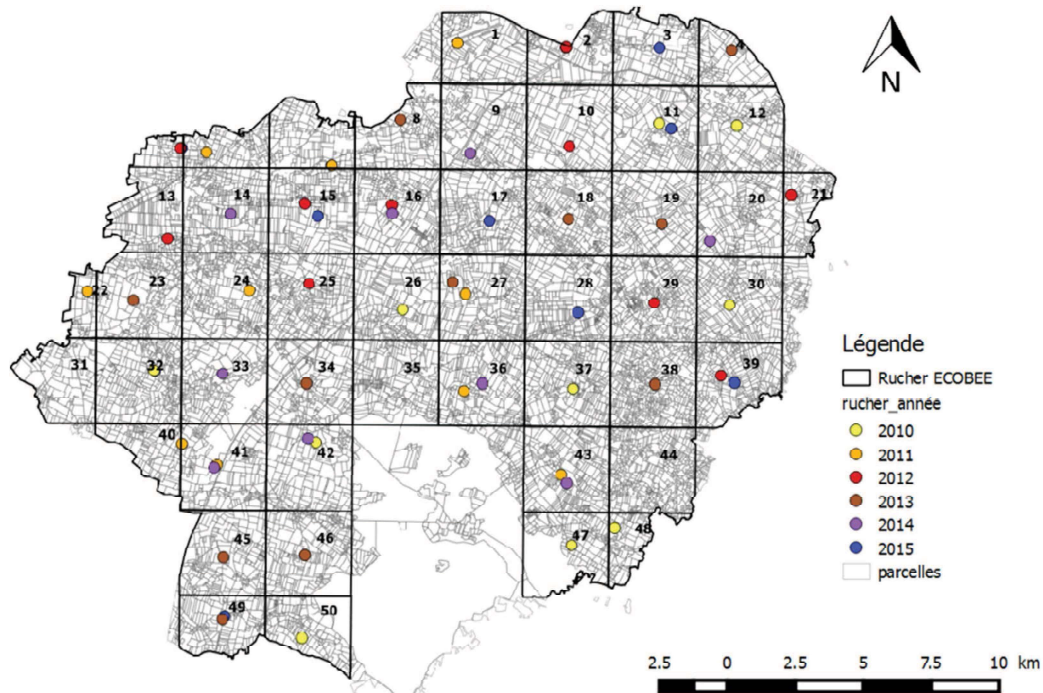 1 2 3 4
N
5 6 7 8 9 10 11 12
13 14 15 16 17 18 19 20 21
22 23 24 25 26 27 28 29 30
31 32 33 34 35 36 37 38 39
40 41 42 43 44
45 46 47 48
49 50
Légende
Rucher ECOBEE
rucher_année
2010
2011
2012
2013
2014
2015
parcelles
2.5 0 2.5 5 7.5 10 km